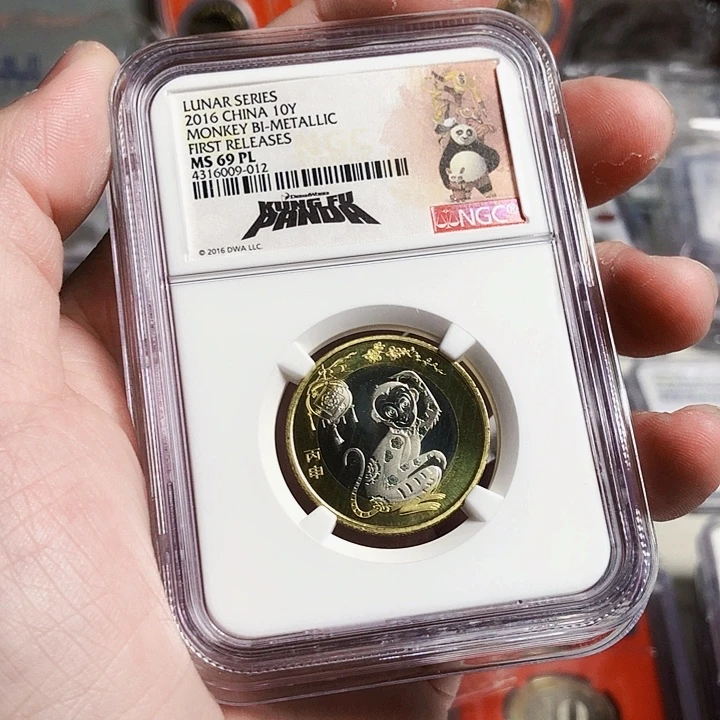 LUNAR SERIES
2016 CHINA 10Y
MONKEY BI-METALLIC
FIRST RELEASES
MS 69 PL
4316009-012
DreamWorks
KUNG FU
PANDA
© 2016 DWA LLC.
NGC®
丙
申